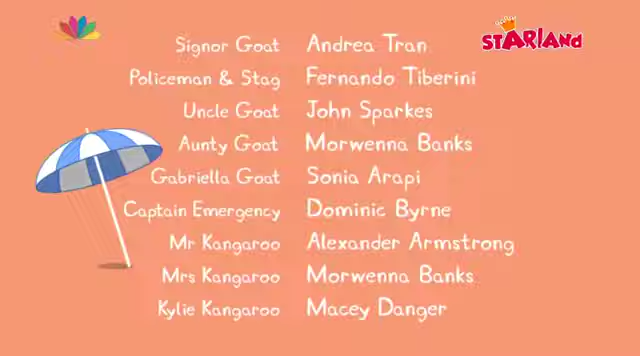 STARLAND
Signor Goat Andrea Tran
Policeman & Stag Fernando Tiberini
Uncle Goat John Sparkes
Aunty Goat Morwenna Banks
Gabriella Goat Sonia Arapi
Captain Emergency Dominic Byrne
Mr Kangaroo Alexander Armstrong
Mrs Kangaroo Morwenna Banks
Kylie Kangaroo Macey Danger